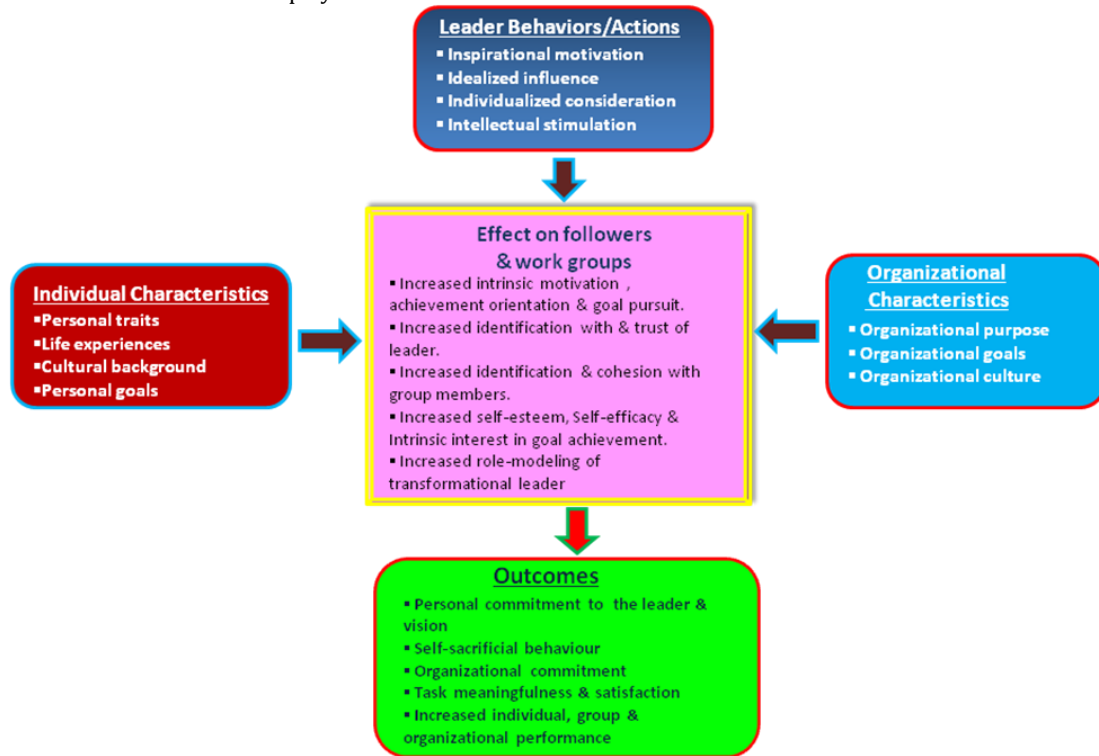 Leader Behaviors/Actions
▪ Inspirational motivation
▪ Idealized influence
▪ Individualized consideration
▪ Intellectual stimulation
Individual Characteristics
▪Personal traits
▪Life experiences
▪Cultural background
▪Personal goals
Effect on followers
& work groups
▪ Increased intrinsic motivation ,
achievement orientation & goal pursuit.
▪ Increased identification with & trust of
leader.
▪ Increased identification & cohesion with
group members.
▪ Increased self-esteem, Self-efficacy &
Intrinsic interest in goal achievement.
▪ Increased role-modeling of
transformational leader
Organizational
Characteristics
▪ Organizational purpose
▪ Organizational goals
▪ Organizational culture
Outcomes
▪ Personal commitment to the leader &
vision
▪ Self-sacrificial behaviour
▪ Organizational commitment
▪ Task meaningfulness & satisfaction
▪ Increased individual, group &
organizational performance